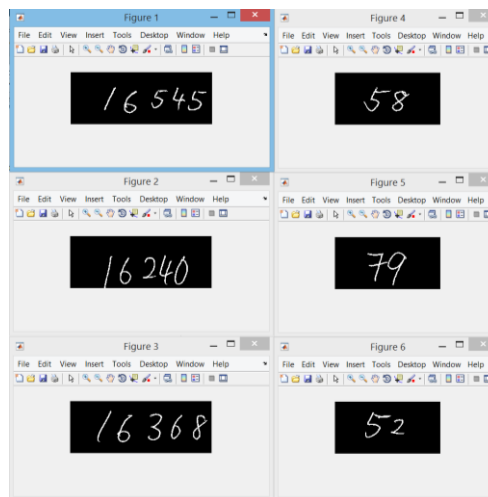 Figure 1
File Edit View Insert Tools Desktop Window Help
16545
Figure 2
File Edit View Insert Tools Desktop Window Help
16240
Figure 3
File Edit View Insert Tools Desktop Window Help
16368
Figure 4
File Edit View Insert Tools Desktop Window Help
58
Figure 5
File Edit View Insert Tools Desktop Window Help
79
Figure 6
File Edit View Insert Tools Desktop Window Help
52